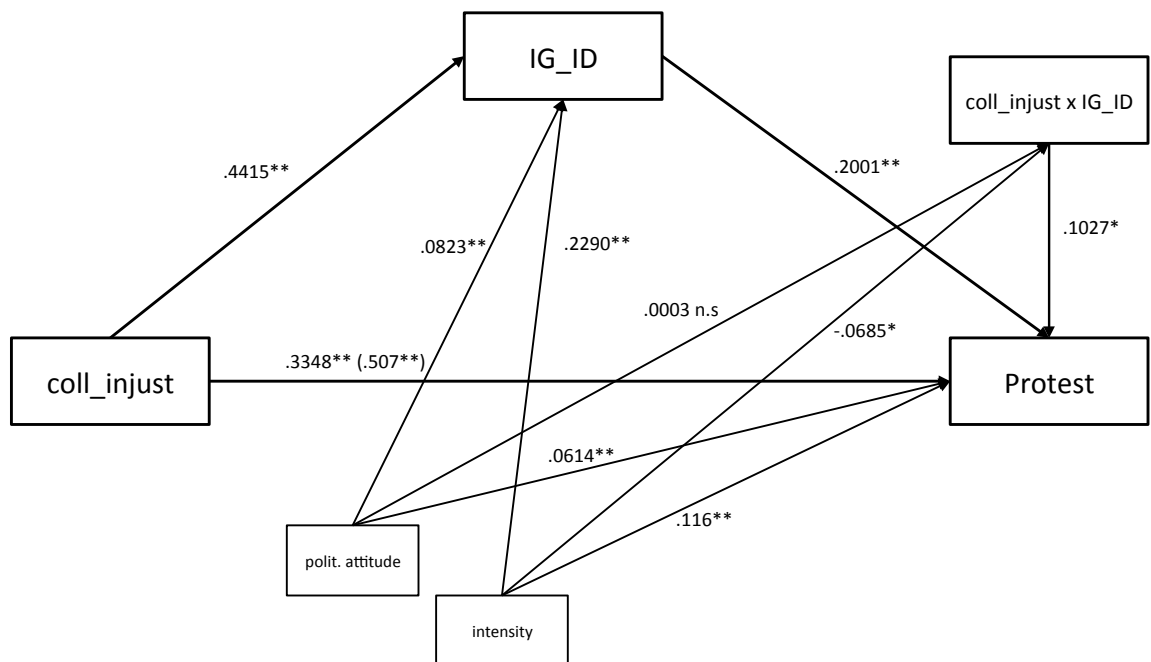 IG_ID
coll_injust x IG_ID
.4415**
.2001**
.1027*
.0823**
.2290**
.0003 n.s
-.0685*
coll_injust
.3348** (.507**)
Protest
.0614**
.116**
polit. attitude
intensity